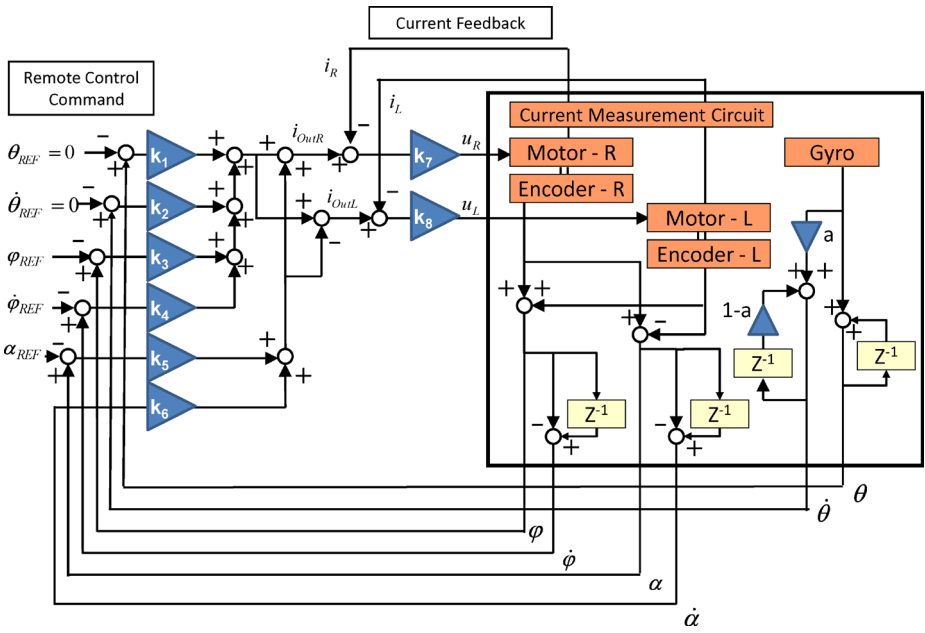 Current Feedback
Remote Control
Command
i_R
i_L
θ_REF = 0
θ̇_REF = 0
φ_REF
φ̇_REF
α_REF
− + − + − + − + − +
k1
k2
k3
k4
k5
k6
+ + + + + +
+ + + +
i_OutR
+ −
i_OutL
+ − + −
k7
k8
u_R
u_L
Current Measurement Circuit
Motor - R
Encoder - R
Motor - L
Encoder - L
Gyro
a
1-a
+ + + −
+ + + +
Z⁻¹
Z⁻¹
Z⁻¹
Z⁻¹
− + − +
θ
θ̇
φ
φ̇
α
α̇